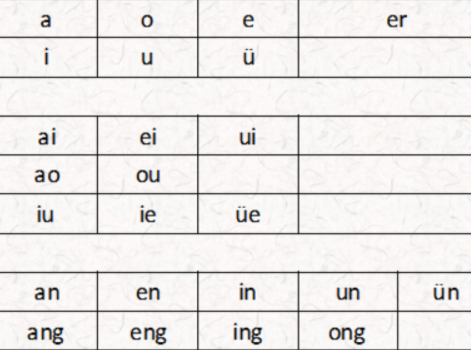 a o e er
i u ü
ai ei ui
ao ou
iu ie üe
an en in un ün
ang eng ing ong